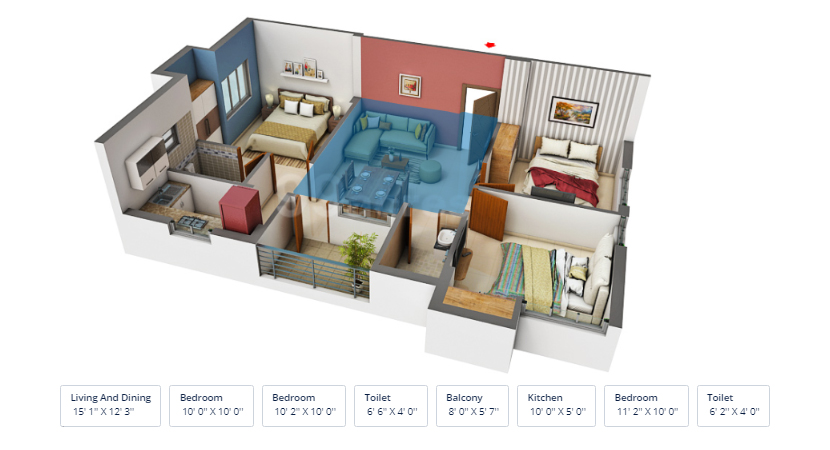 Living And Dining
15' 1" X 12' 3"
Bedroom
10' 0" X 10' 0"
Bedroom
10' 2" X 10' 0"
Toilet
6' 6" X 4' 0"
Balcony
8' 0" X 5' 7"
Kitchen
10' 0" X 5' 0"
Bedroom
11' 2" X 10' 0"
Toilet
6' 2" X 4' 0"